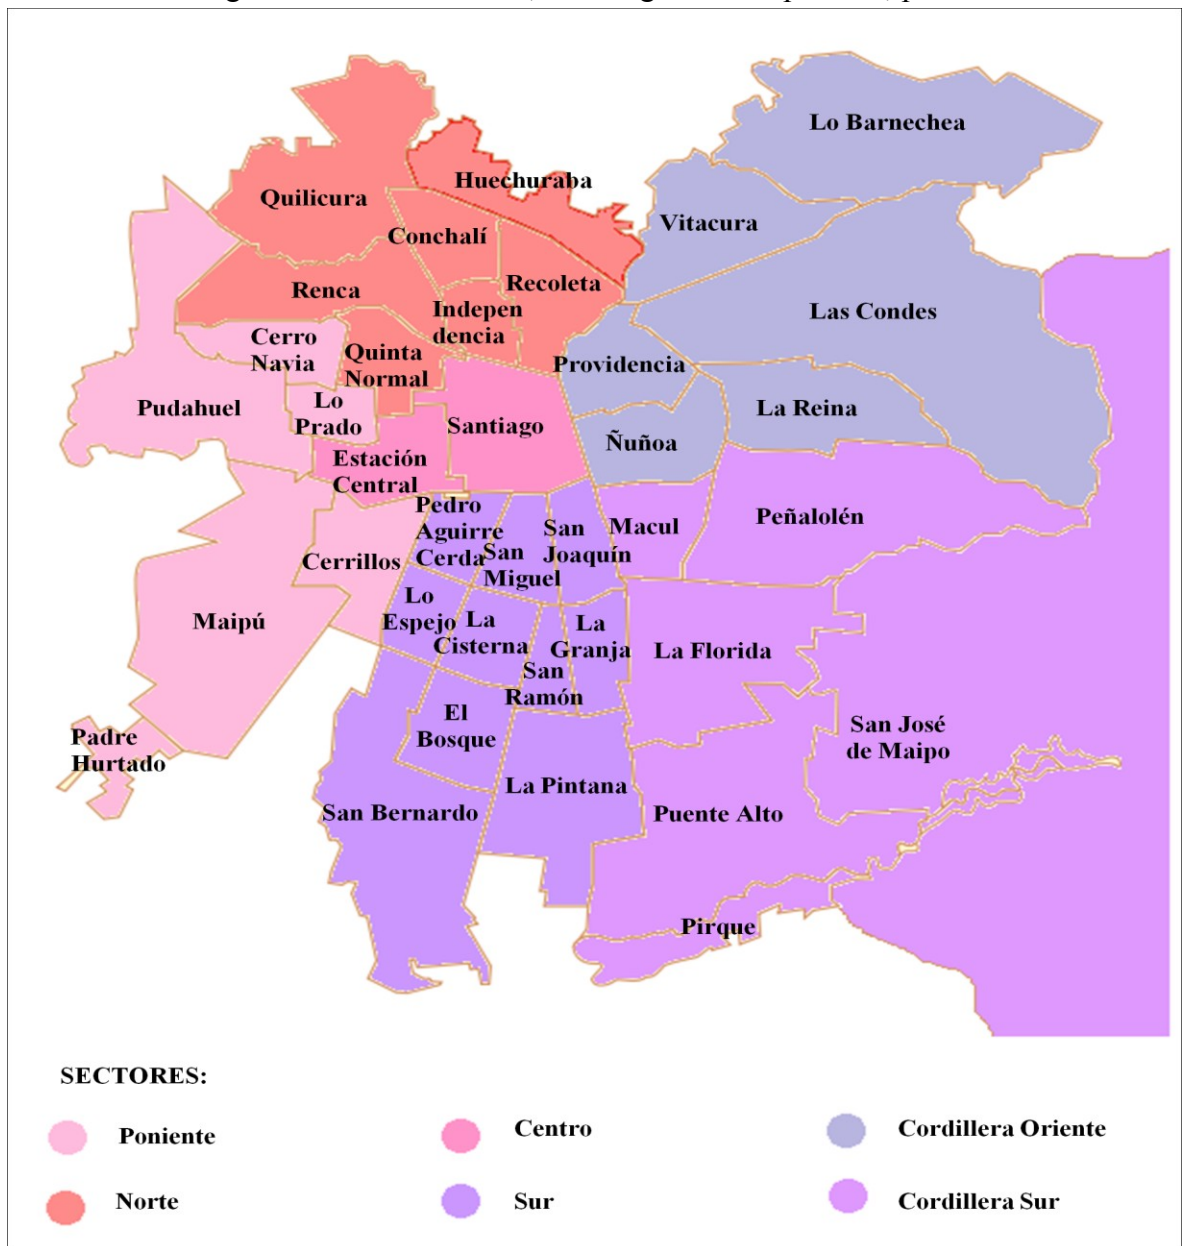 Lo Barnechea
Huechuraba
Quilicura
Vitacura
Conchalí
Recoleta
Renca
Indepen
dencia
Las Condes
Cerro
Navia
Quinta
Normal
Providencia
Pudahuel
Lo
Prado
La Reina
Santiago
Ñuñoa
Estación
Central
Pedro
Aguirre
Cerda
San
Miguel
San
Joaquín
Macul
Peñalolén
Cerrillos
Maipú
Lo
Espejo
La
Cisterna
La
Granja
La Florida
San
Ramón
El
Bosque
Padre
Hurtado
San José
de Maipo
La Pintana
San Bernardo
Puente Alto
Pirque
SECTORES:
Poniente
Centro
Cordillera Oriente
Norte
Sur
Cordillera Sur